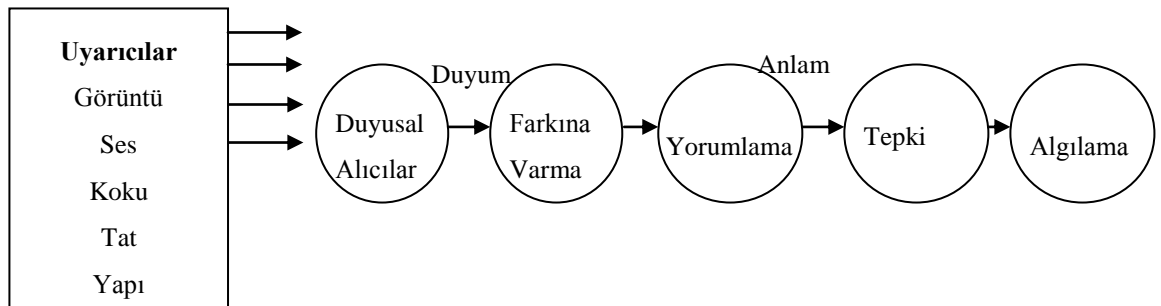 Uyarıcılar
Görüntü
Ses
Koku
Tat
Yapı
Duyusal
Alıcılar
Duyum
Farkına
Varma
Yorumlama
Anlam
Tepki
Algılama